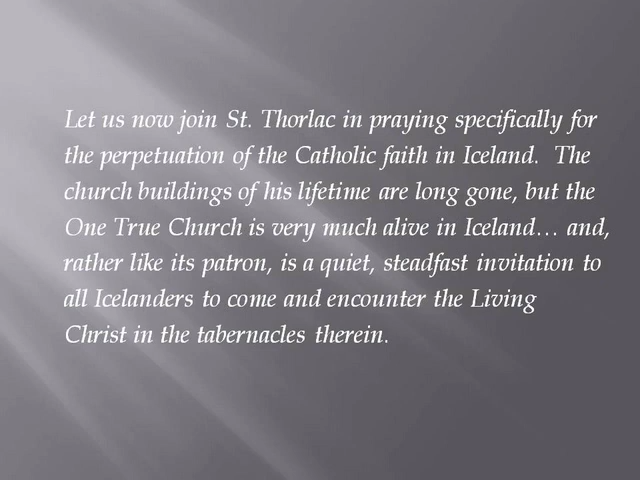 Let us now join St. Thorlac in praying specifically for
the perpetuation of the Catholic faith in Iceland.  The
church buildings of his lifetime are long gone, but the
One True Church is very much alive in Iceland… and,
rather like its patron, is a quiet, steadfast invitation to
all Icelanders to come and encounter the Living
Christ in the tabernacles therein.